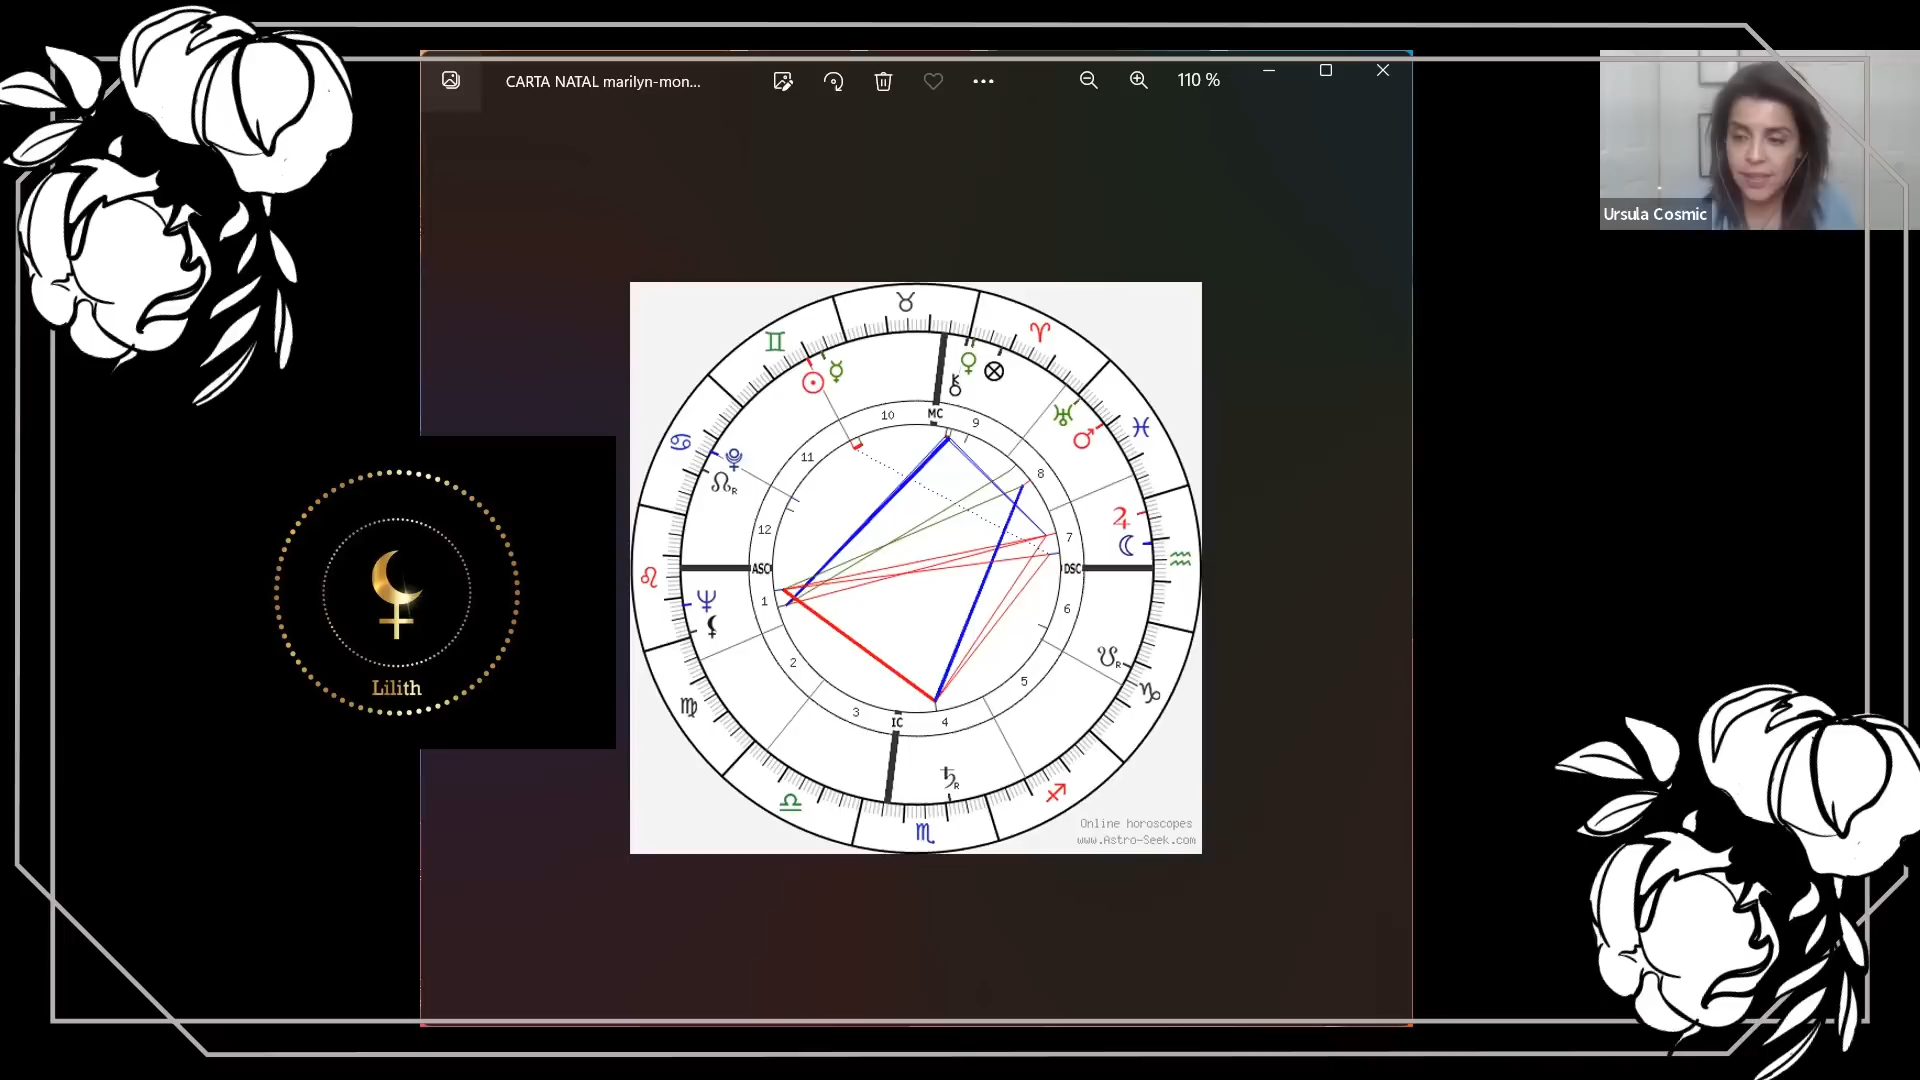 CARTA NATAL marilyn-mon...
110 %
Ursula Cosmic
10
MC
9
11
8
12
7
ASC
DSC
1
6
2
5
3
IC
4
R
R
R
Lilith
Online horoscopes
www.Astro-Seek.com